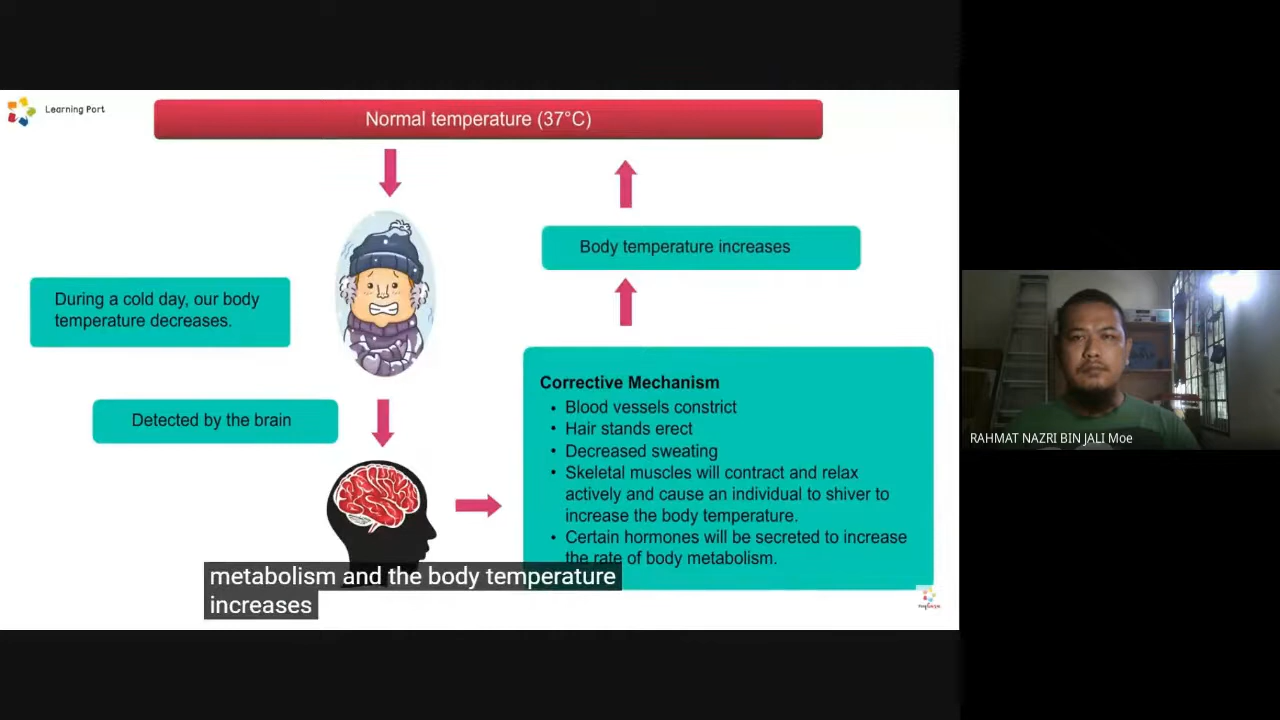 Learning Port
Normal temperature (37°C)
Body temperature increases
During a cold day, our body
temperature decreases.
Detected by the brain
Corrective Mechanism
• Blood vessels constrict
• Hair stands erect
• Decreased sweating
• Skeletal muscles will contract and relax
actively and cause an individual to shiver to
increase the body temperature.
• Certain hormones will be secreted to increase
the rate of body metabolism.
metabolism and the body temperature
increases
RAHMAT NAZRI BIN JALI Moe